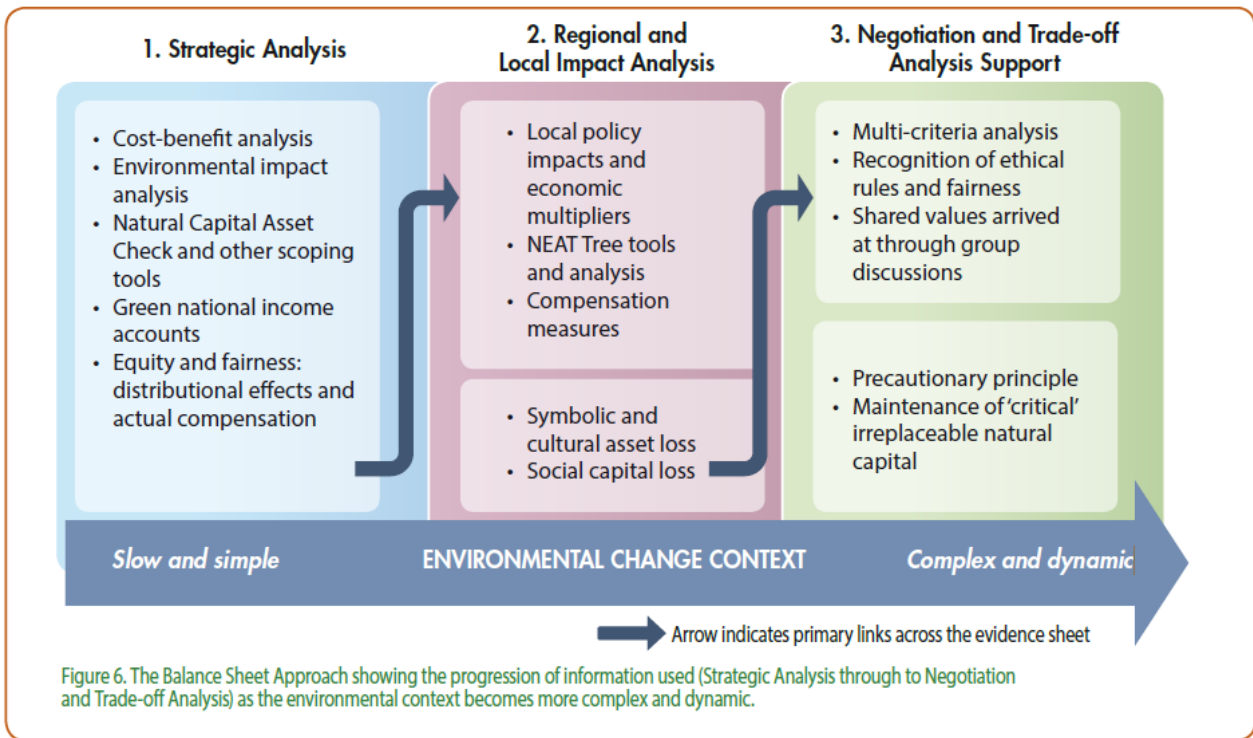 1. Strategic Analysis
2. Regional and
Local Impact Analysis
3. Negotiation and Trade-off
Analysis Support
• Cost-benefit analysis
• Environmental impact
analysis
• Natural Capital Asset
Check and other scoping
tools
• Green national income
accounts
• Equity and fairness:
distributional effects and
actual compensation
• Local policy
impacts and
economic
multipliers
• NEAT Tree tools
and analysis
• Compensation
measures
• Symbolic and
cultural asset loss
• Social capital loss
• Multi-criteria analysis
• Recognition of ethical
rules and fairness
• Shared values arrived
at through group
discussions
• Precautionary principle
• Maintenance of ‘critical’
irreplaceable natural
capital
Slow and simple
ENVIRONMENTAL CHANGE CONTEXT
Complex and dynamic
Arrow indicates primary links across the evidence sheet
Figure 6. The Balance Sheet Approach showing the progression of information used (Strategic Analysis through to Negotiation
and Trade-off Analysis) as the environmental context becomes more complex and dynamic.